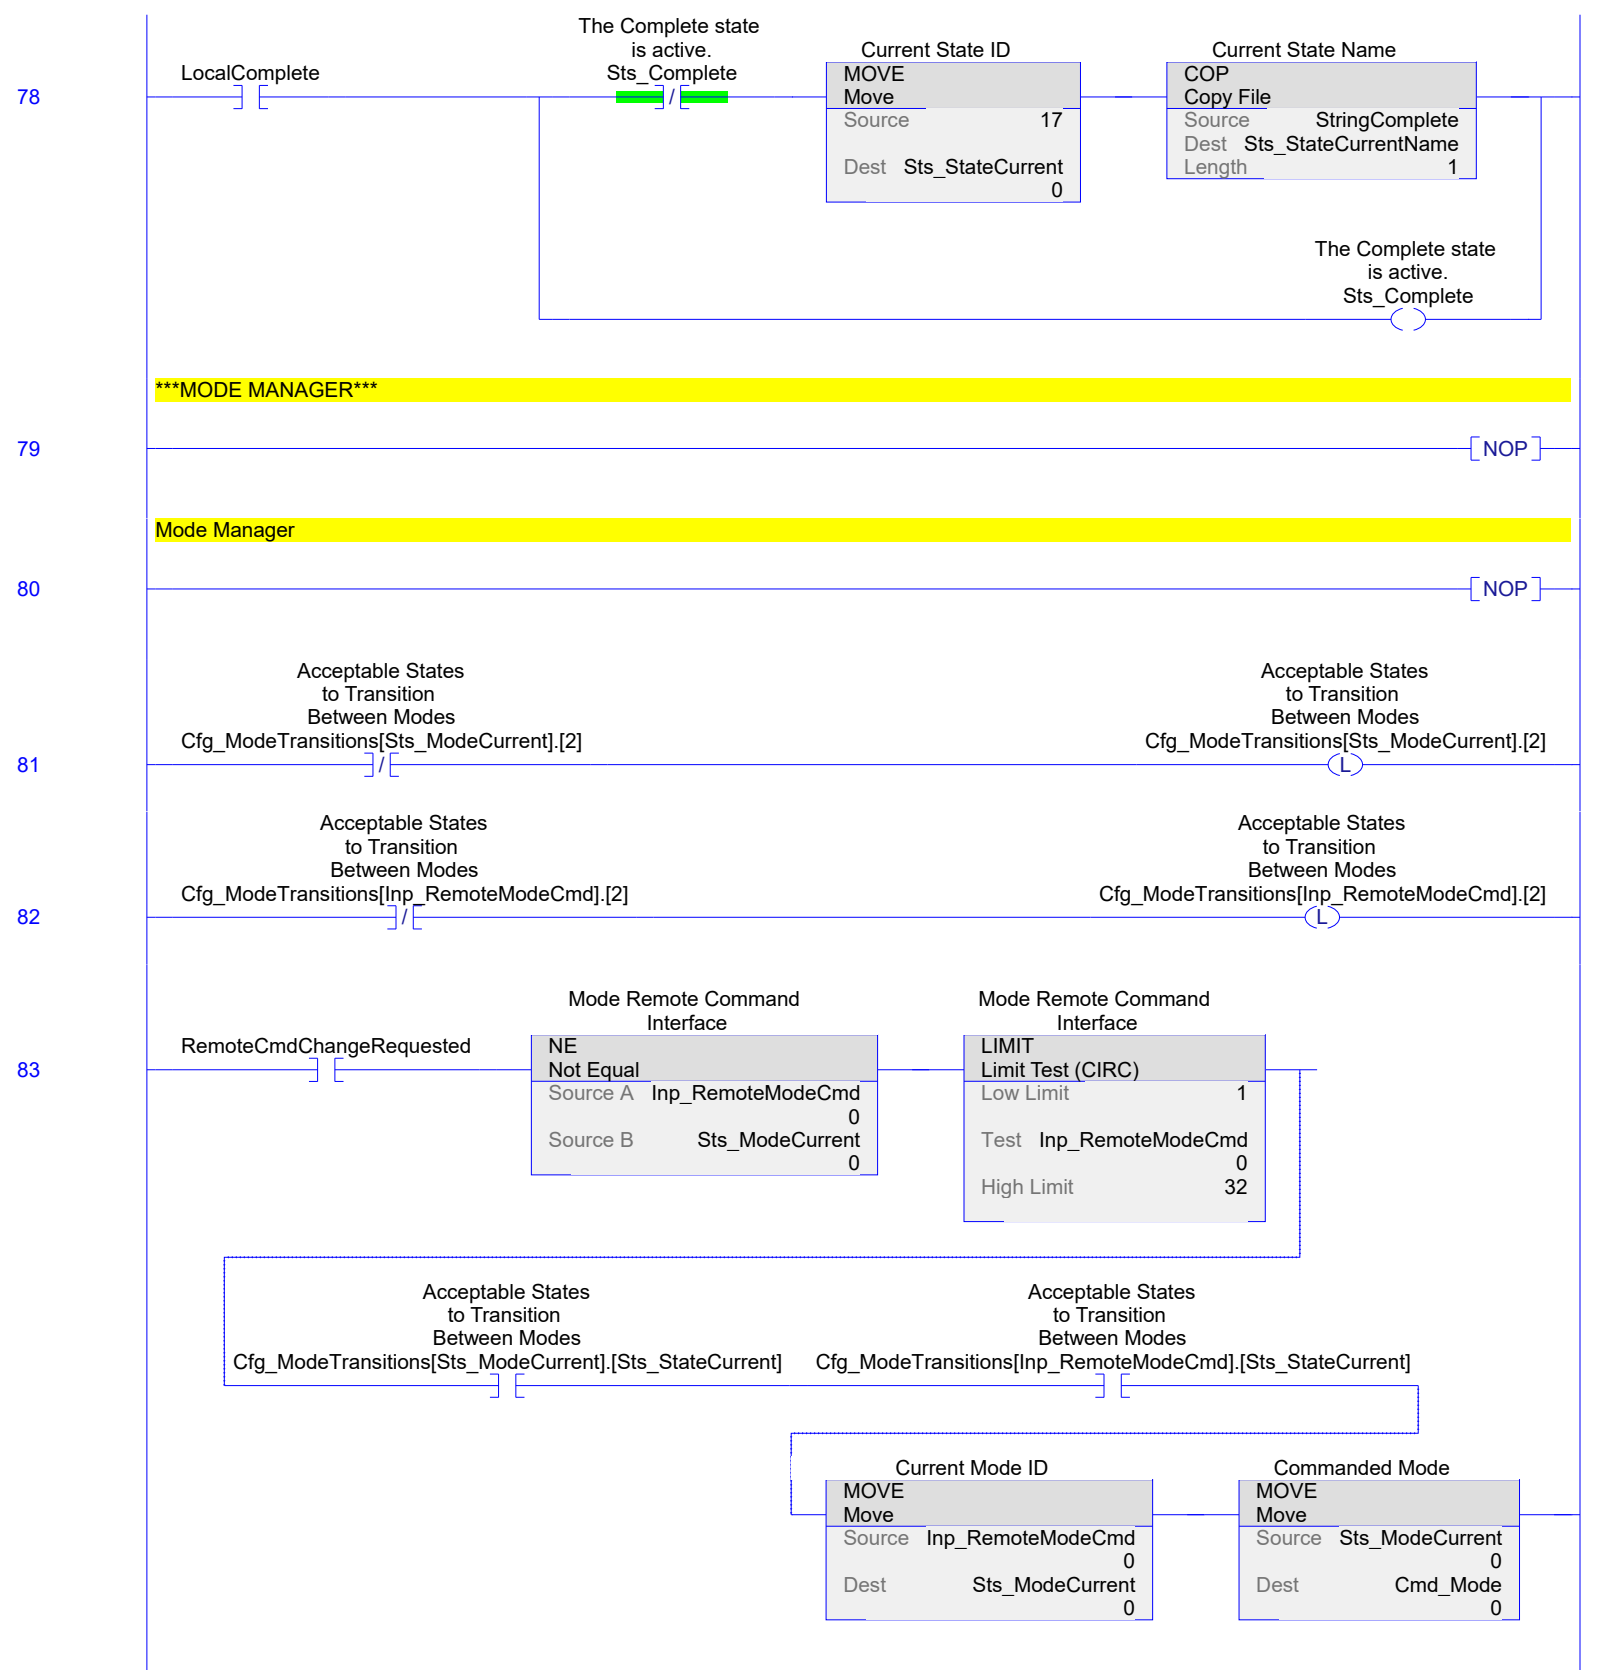 The Complete state
is active.
LocalComplete
Sts_Complete
/
Current State ID
MOVE
Move
Source 17
Dest Sts_StateCurrent
0
Current State Name
COP
Copy File
Source StringComplete
Dest Sts_StateCurrentName
Length 1
78
The Complete state
is active.
Sts_Complete
***MODE MANAGER***
79
NOP
Mode Manager
80
NOP
Acceptable States
to Transition
Between Modes
Cfg_ModeTransitions[Sts_ModeCurrent].[2]
/
Acceptable States
to Transition
Between Modes
Cfg_ModeTransitions[Sts_ModeCurrent].[2]
L
81
Acceptable States
to Transition
Between Modes
Cfg_ModeTransitions[Inp_RemoteModeCmd].[2]
/
Acceptable States
to Transition
Between Modes
Cfg_ModeTransitions[Inp_RemoteModeCmd].[2]
L
82
RemoteCmdChangeRequested
83
Mode Remote Command
Interface
NE
Not Equal
Source A Inp_RemoteModeCmd
0
Source B Sts_ModeCurrent
0
Mode Remote Command
Interface
LIMIT
Limit Test (CIRC)
Low Limit 1
Test Inp_RemoteModeCmd
0
High Limit 32
Acceptable States
to Transition
Between Modes
Cfg_ModeTransitions[Sts_ModeCurrent].[Sts_StateCurrent]
Acceptable States
to Transition
Between Modes
Cfg_ModeTransitions[Inp_RemoteModeCmd].[Sts_StateCurrent]
Current Mode ID
MOVE
Move
Source Inp_RemoteModeCmd
0
Dest Sts_ModeCurrent
0
Commanded Mode
MOVE
Move
Source Sts_ModeCurrent
0
Dest Cmd_Mode
0